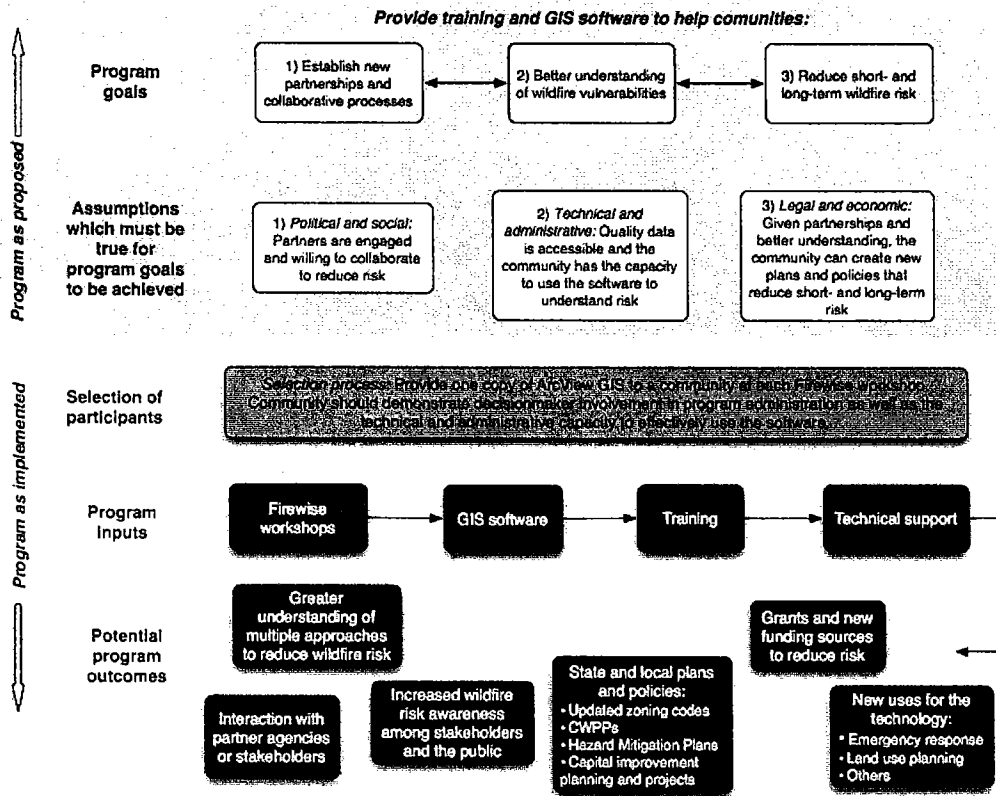 Provide training and GIS software to help comunities:
Program as proposed
Program
goals
1) Establish new
partnerships and
collaborative processes
2) Better understanding
of wildfire vulnerabilities
3) Reduce short- and
long-term wildfire risk
Assumptions
which must be
true for
program goals
to be achieved
1) Political and social:
Partners are engaged
and willing to collaborate
to reduce risk
2) Technical and
administrative: Quality
data is accessible and the
community has the capacity
to use the software to
understand risk
3) Legal and economic:
Given partnerships and
better understanding, the
community can create new
plans and policies that
reduce short- and long-term
risk
Program as implemented
Selection of
participants
Selection process: Provide one copy of ArcView GIS to a community at each Firewise workshop.
Community should demonstrate decisionmaker involvement in program administration as well as the
technical and administrative capacity to effectively use the software.
Program
Inputs
Firewise
workshops
GIS software
Training
Technical support
Potential
program
outcomes
Greater
understanding of
multiple approaches
to reduce wildfire risk
Interaction with
partner agencies
or stakeholders
Increased wildfire
risk awareness
among stakeholders
and the public
State and local plans
and policies:
• Updated zoning codes
• CWPPs
• Hazard Mitigation Plans
• Capital improvement
planning and projects
Grants and new
funding sources
to reduce risk
New uses for the
technology:
• Emergency response
• Land use planning
• Others